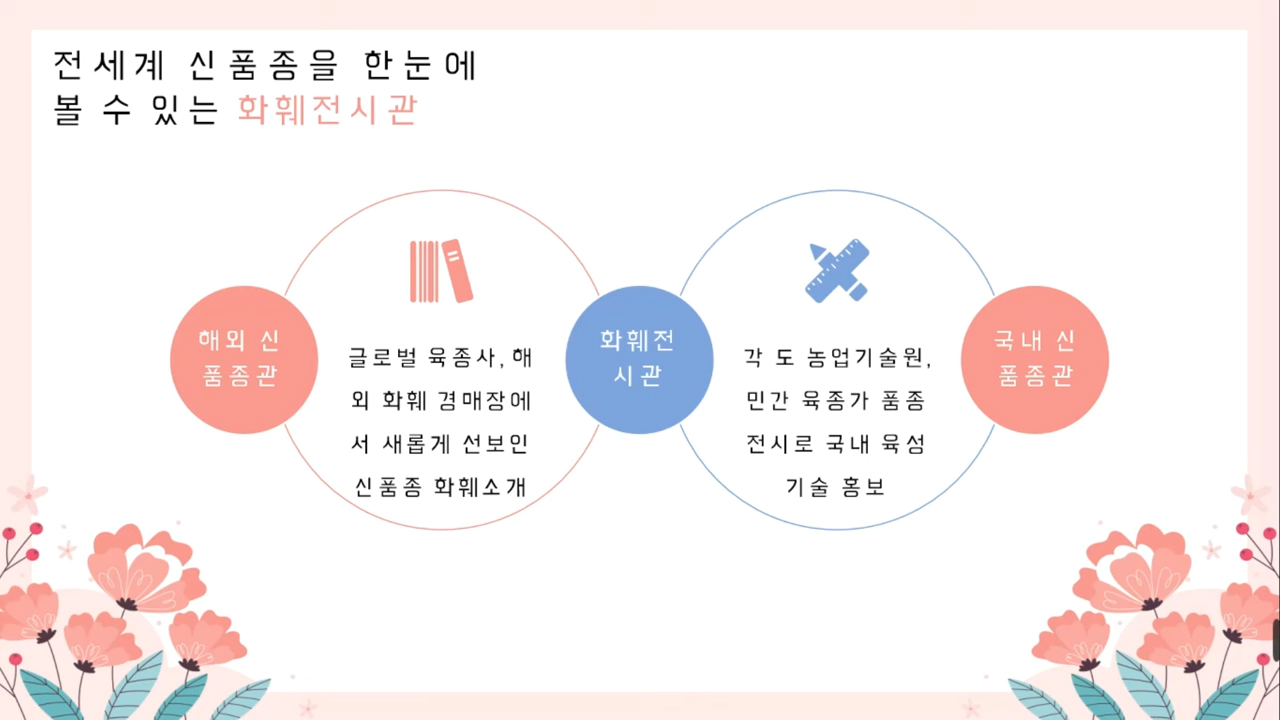 전세계 신품종을 한눈에
볼 수 있는 화훼전시관
해외 신
품종관
글로벌 육종사, 해
외 화훼 경매장에
서 새롭게 선보인
신품종 화훼소개
화훼전
시관
각 도 농업기술원,
민간 육종가 품종
전시로 국내 육성
기술 홍보
국내 신
품종관